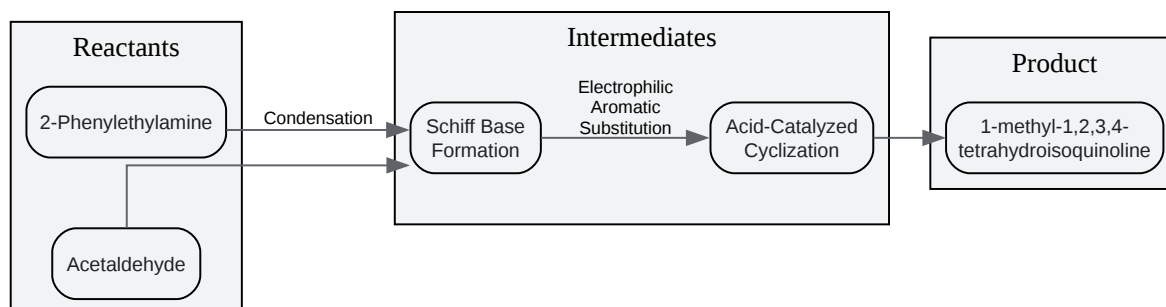 Reactants
2-Phenylethylamine
Acetaldehyde
Condensation
Intermediates
Schiff Base
Formation
Electrophilic
Aromatic
Substitution
Acid-Catalyzed
Cyclization
Product
1-methyl-1,2,3,4-
tetrahydroisoquinoline